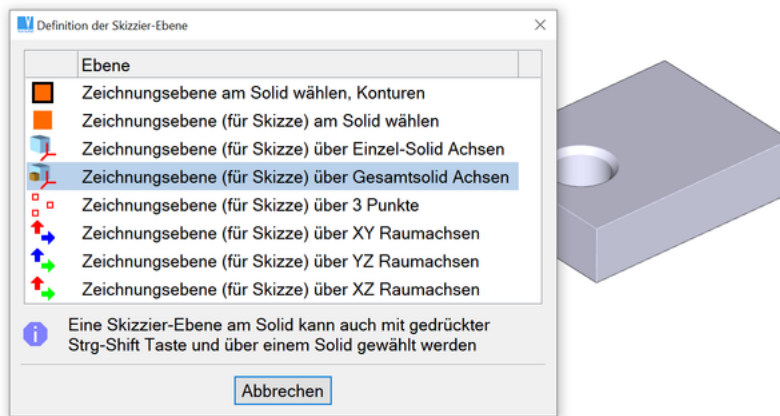 Definition der Skizzier-Ebene
Ebene
Zeichnungsebene am Solid wählen, Konturen
Zeichnungsebene (für Skizze) am Solid wählen
Zeichnungsebene (für Skizze) über Einzel-Solid Achsen
Zeichnungsebene (für Skizze) über Gesamtsolid Achsen
Zeichnungsebene (für Skizze) über 3 Punkte
Zeichnungsebene (für Skizze) über XY Raumachsen
Zeichnungsebene (für Skizze) über YZ Raumachsen
Zeichnungsebene (für Skizze) über XZ Raumachsen
Eine Skizzier-Ebene am Solid kann auch mit gedrückter
Strg-Shift Taste und über einem Solid gewählt werden
Abbrechen